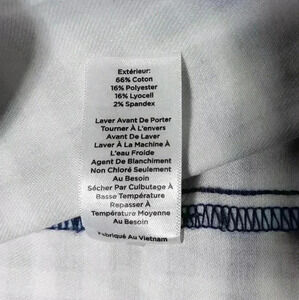 Extérieur:
66% Coton
16% Polyester
16% Lyocell
2% Spandex
Laver Avant De Porter
Tourner À L'envers
Avant De Laver
Laver À La Machine À
L'eau Froide
Agent De Blanchiment
Non Chloré Seulement
Au Besoin
Sécher Par Culbutage À
Basse Température
Repasser À
Température Moyenne
Au Besoin
Fabriqué Au Vietnam